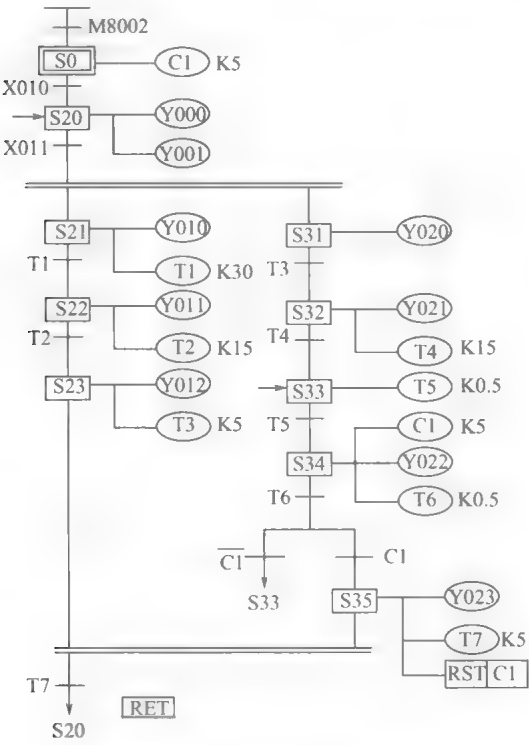 M8002
S0 C1 K5
X010
S20 Y000
X011 Y001
S21 Y010 S31 Y020
T1 T1 K30 T3
S22 Y011 S32 Y021
T2 T2 K15 T4 T4 K15
S23 Y012 S33 T5 K0.5
T3 K5 T5 C1 K5
S34 Y022
T6 T6 K0.5
C1 C1
S33 S35 Y023
T7 K5
T7 RET RST C1
S20